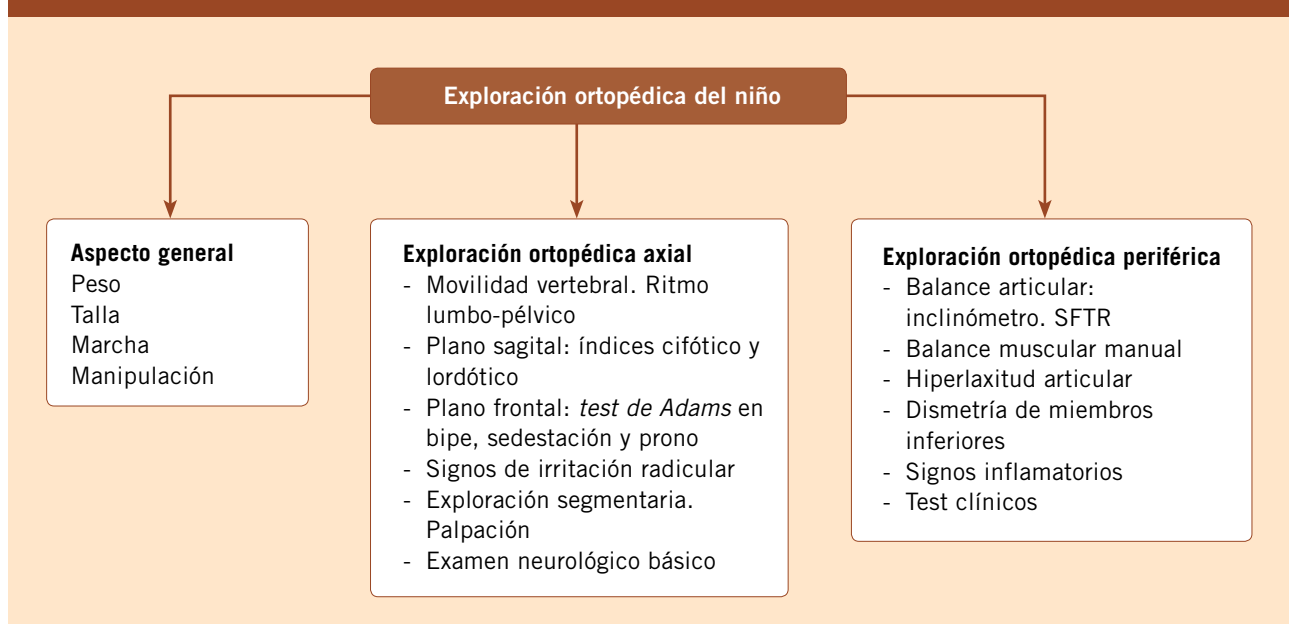 Exploración ortopédica del niño
Aspecto general
Peso
Talla
Marcha
Manipulación
Exploración ortopédica axial
- Movilidad vertebral. Ritmo
lumbo-pélvico
- Plano sagital: índices cifótico y
lordótico
- Plano frontal: test de Adams en
bipe, sedestación y prono
- Signos de irritación radicular
- Exploración segmentaria.
Palpación
- Examen neurológico básico
Exploración ortopédica periférica
- Balance articular:
inclinómetro. SFTR
- Balance muscular manual
- Hiperlaxitud articular
- Dismetría de miembros
inferiores
- Signos inflamatorios
- Test clínicos